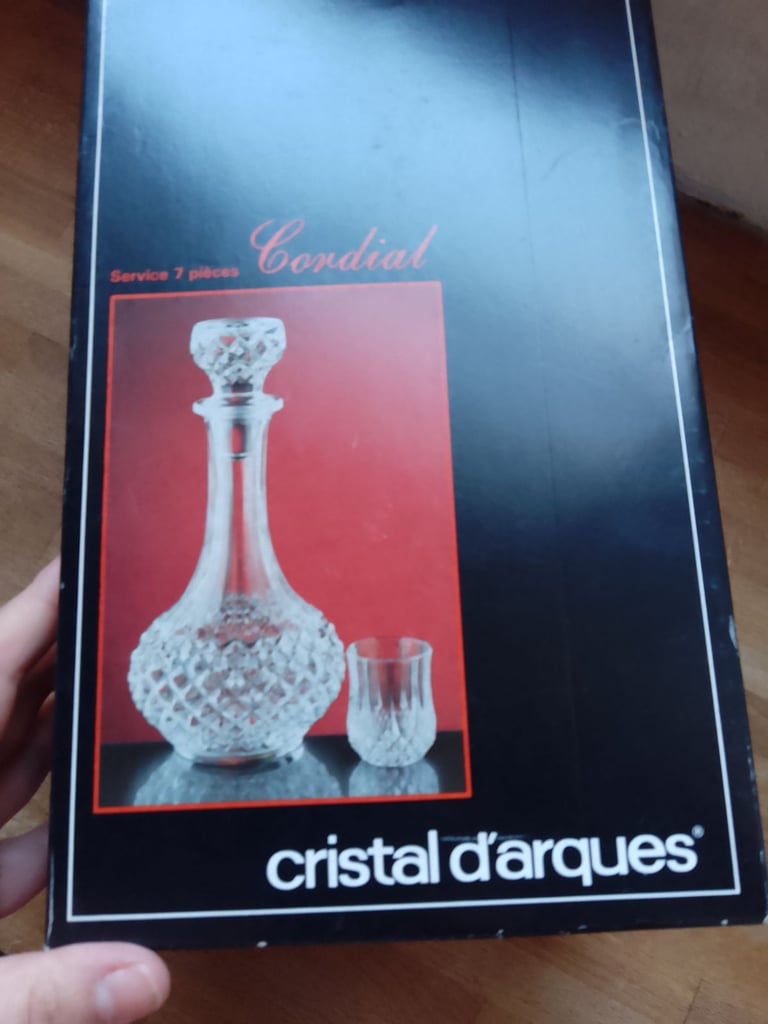 Cordial
Service 7 pièces
cristal d'arques®